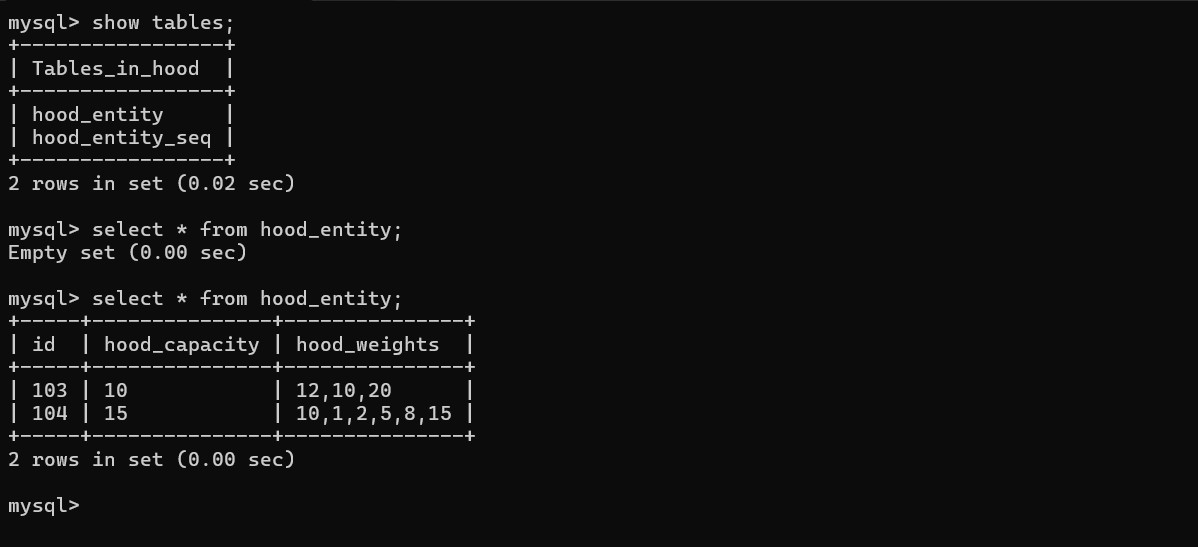 mysql> show tables;
+-----------------+
| Tables_in_hood  |
+-----------------+
| hood_entity     |
| hood_entity_seq |
+-----------------+
2 rows in set (0.02 sec)

mysql> select * from hood_entity;
Empty set (0.00 sec)

mysql> select * from hood_entity;
+-----+---------------+---------------+
| id  | hood_capacity | hood_weights  |
+-----+---------------+---------------+
| 103 | 10            | 12,10,20      |
| 104 | 15            | 10,1,2,5,8,15 |
+-----+---------------+---------------+
2 rows in set (0.00 sec)

mysql>